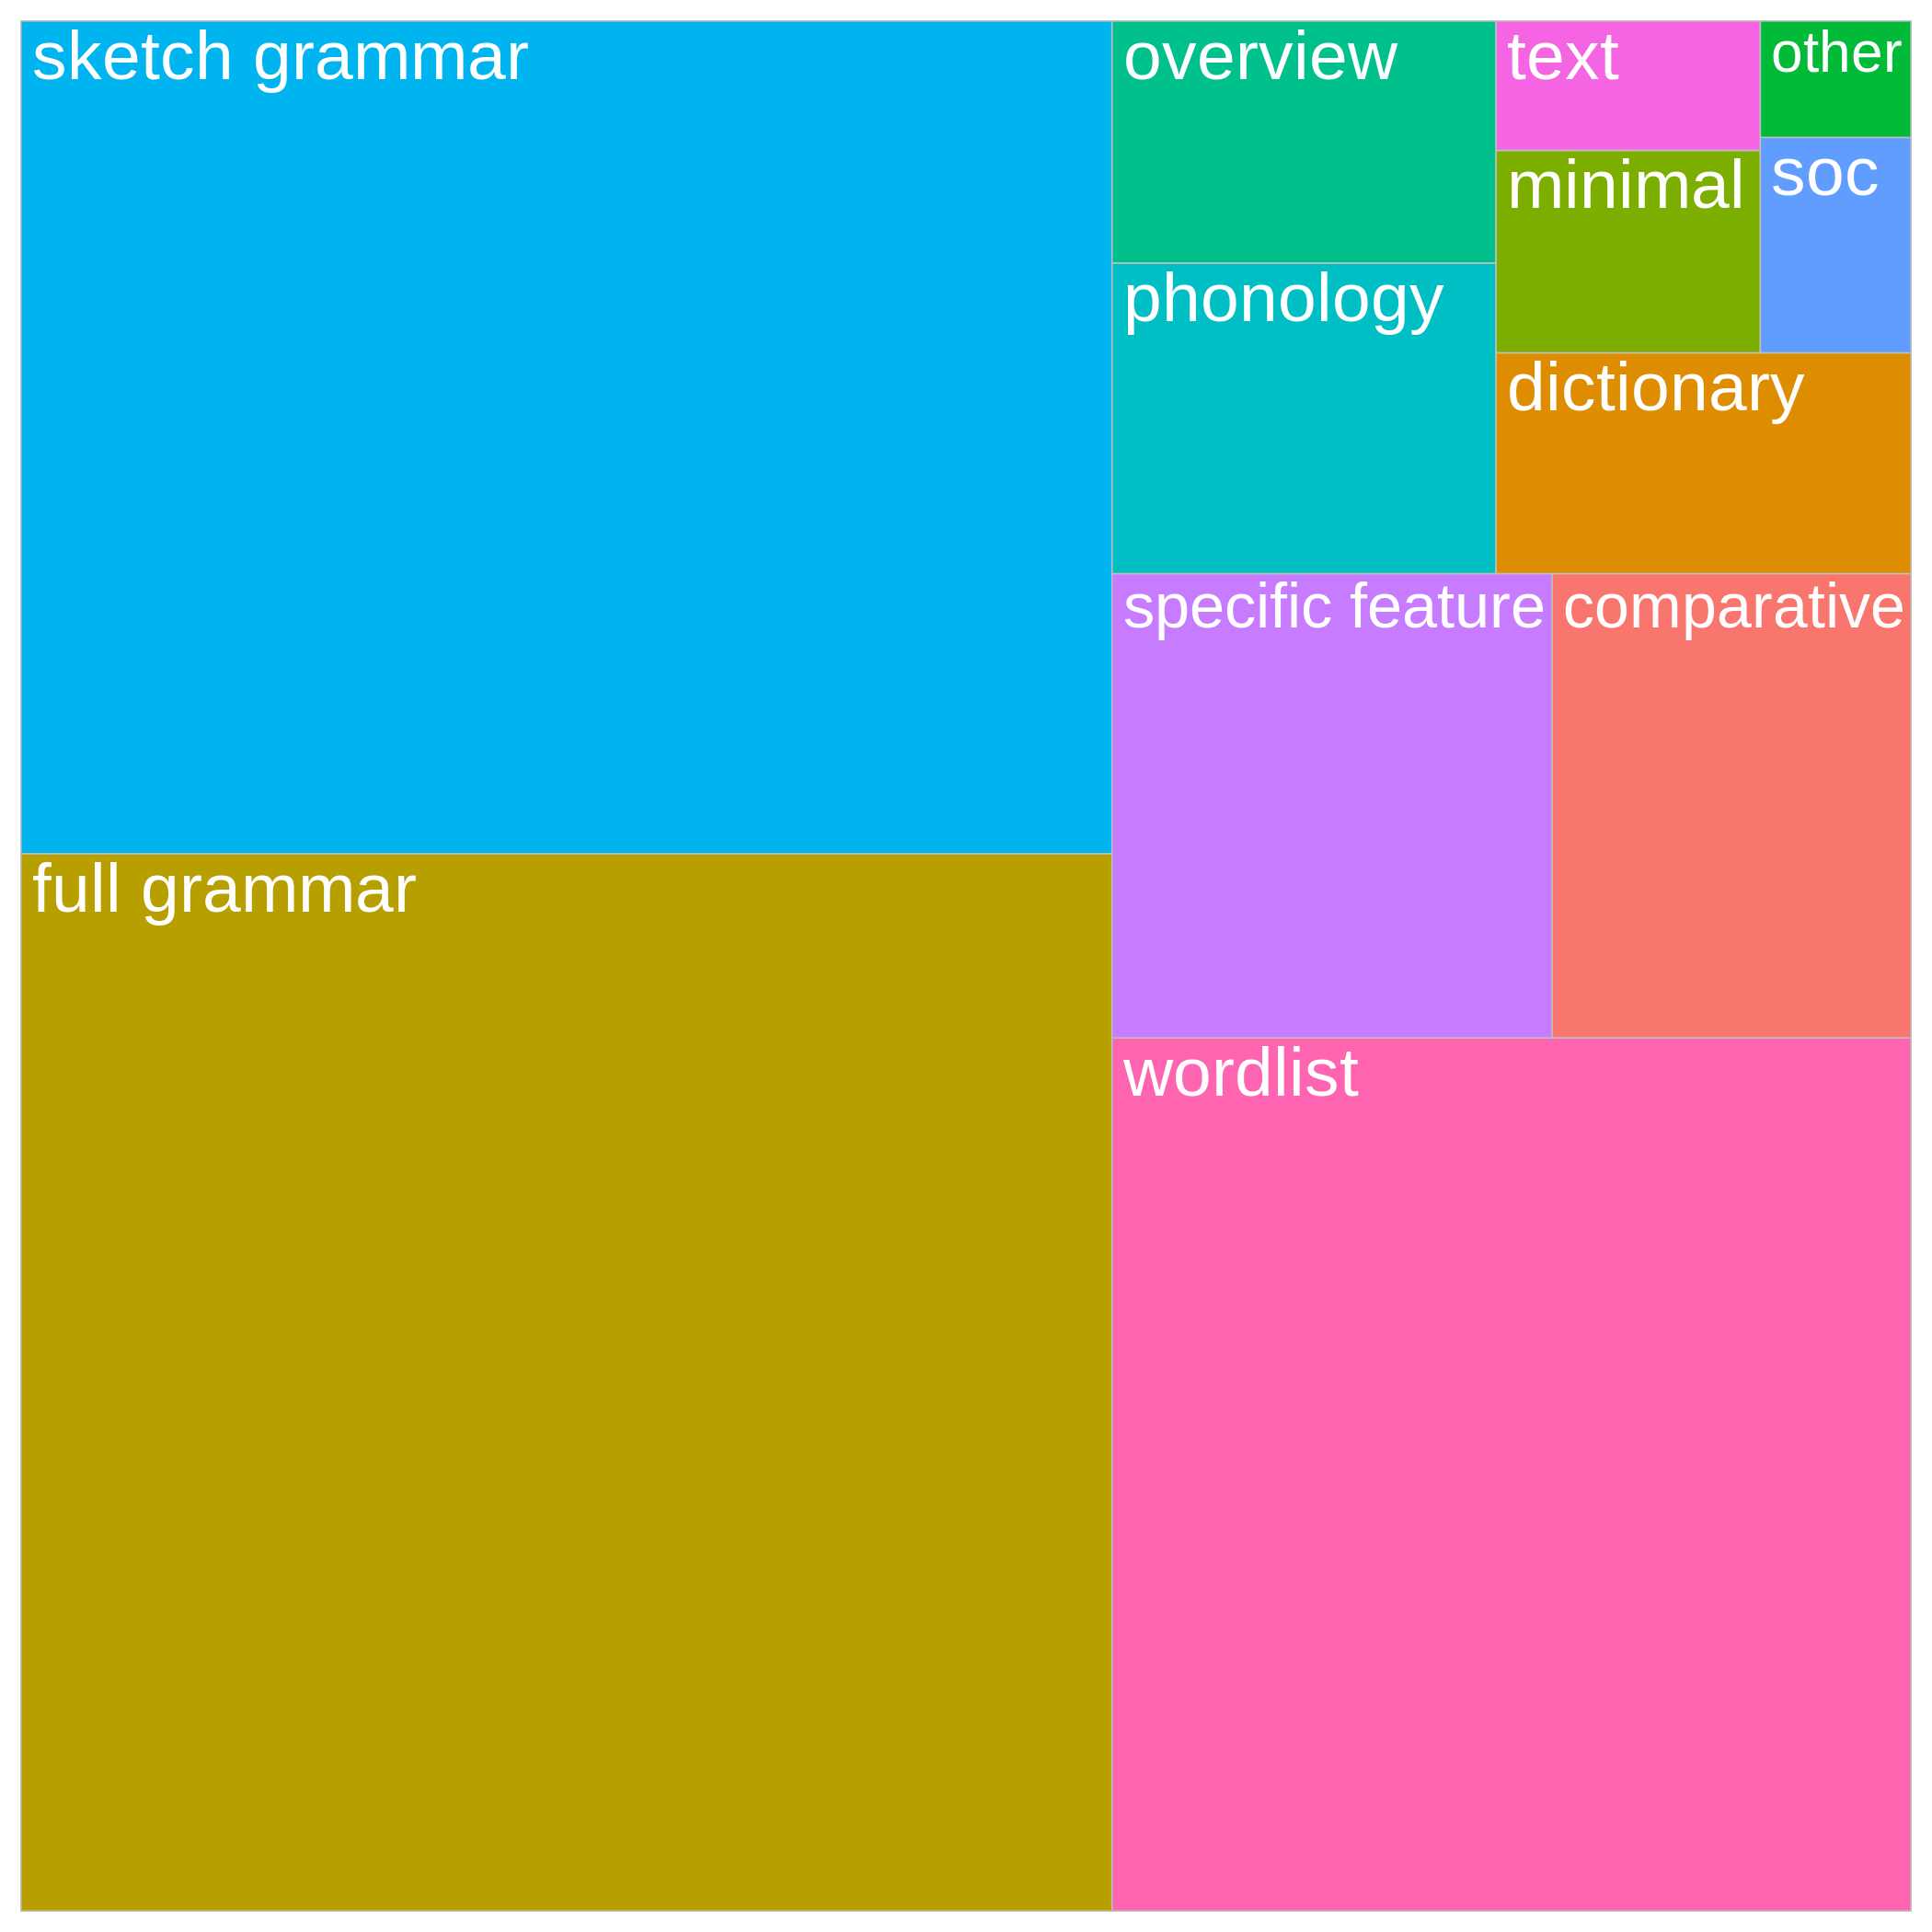 sketch grammar
overview
text
other
minimal
soc
phonology
dictionary
specific feature
comparative
full grammar
wordlist